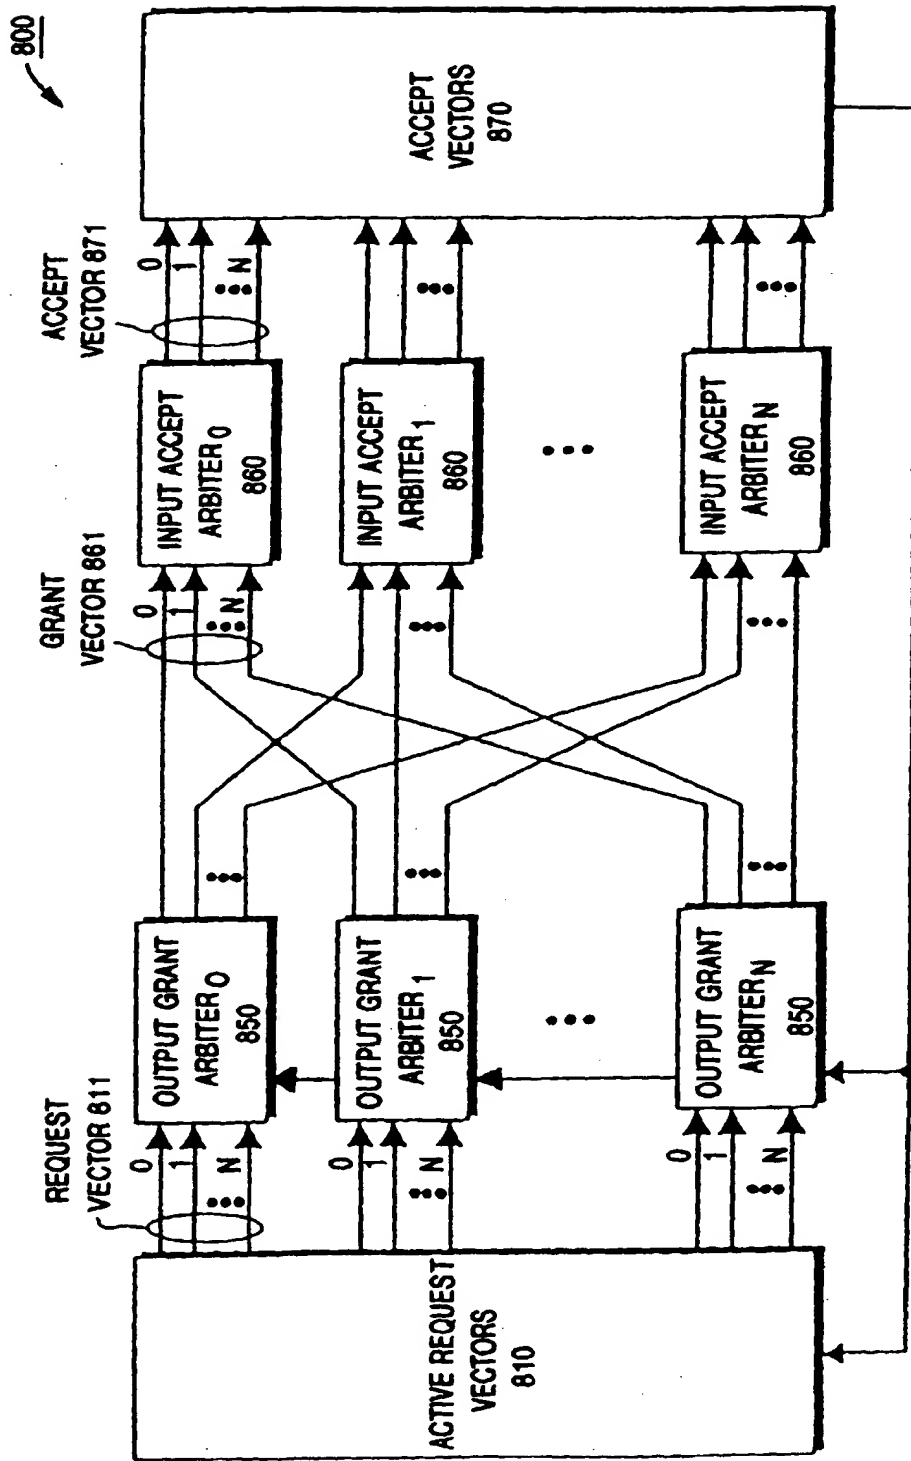 800
REQUEST
VECTOR 811
GRANT
VECTOR 861
ACCEPT
VECTOR 871
ACTIVE REQUEST
VECTORS
810
0
1
N
0
1
N
0
1
N
OUTPUT GRANT
ARBITER0
850
OUTPUT GRANT
ARBITER1
850
OUTPUT GRANT
ARBITERN
850
0
1
N
INPUT ACCEPT
ARBITER0
860
INPUT ACCEPT
ARBITER1
860
INPUT ACCEPT
ARBITERN
860
0
1
N
ACCEPT
VECTORS
870